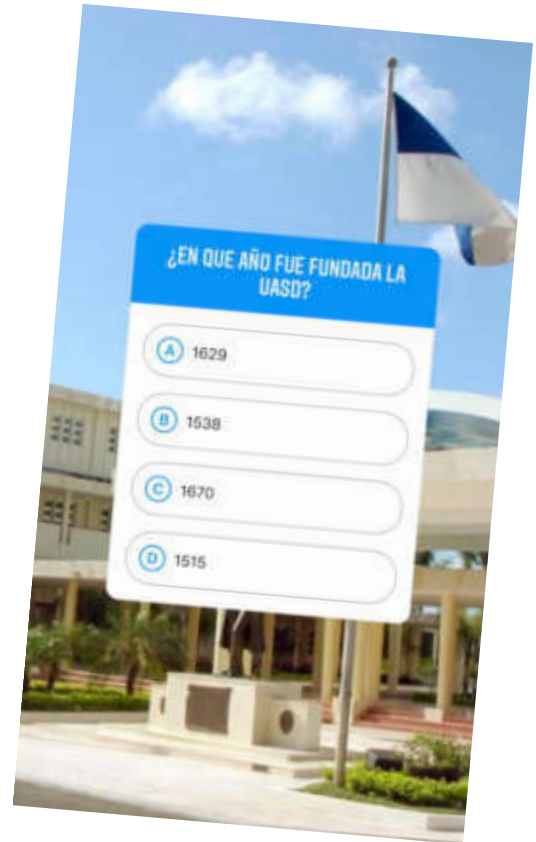 ¿EN QUE AÑO FUE FUNDADA LA
UASD?
A 1629
B 1538
C 1670
D 1515